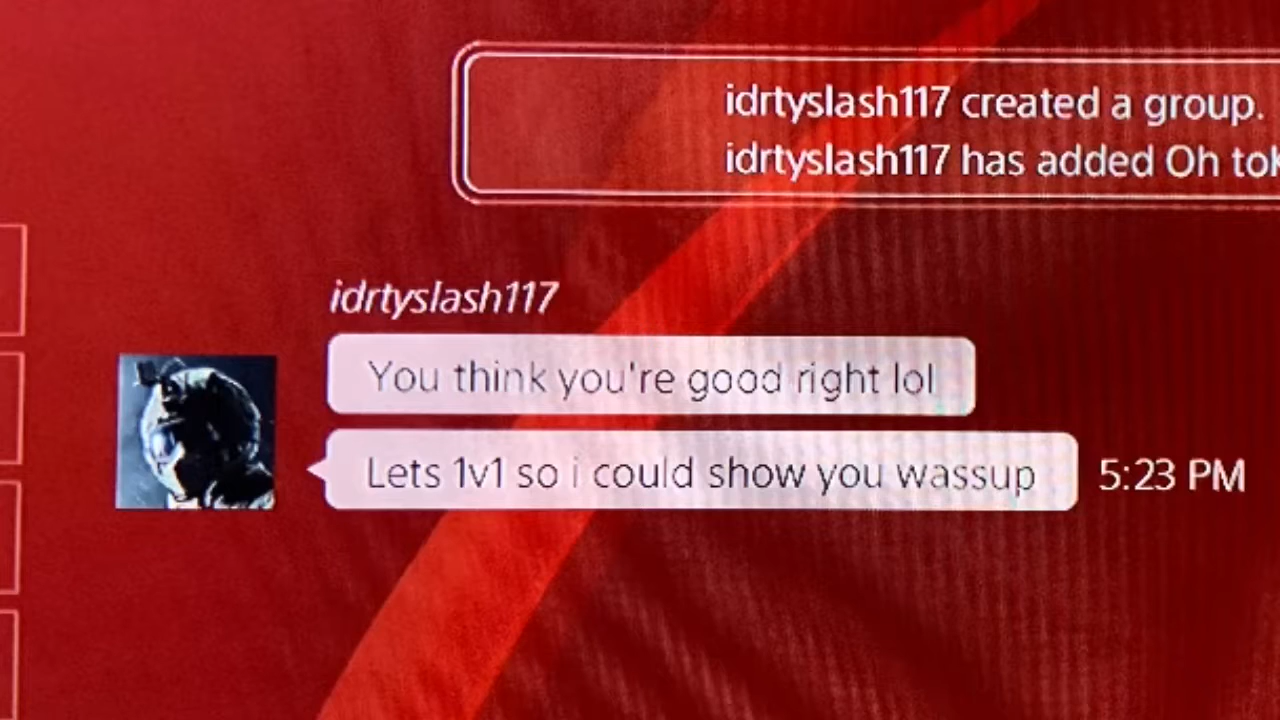 idrtyslash117 created a group.
idrtyslash117 has added Oh tok
idrtyslash117
You think you're good right lol
Lets 1v1 so i could show you wassup
5:23 PM